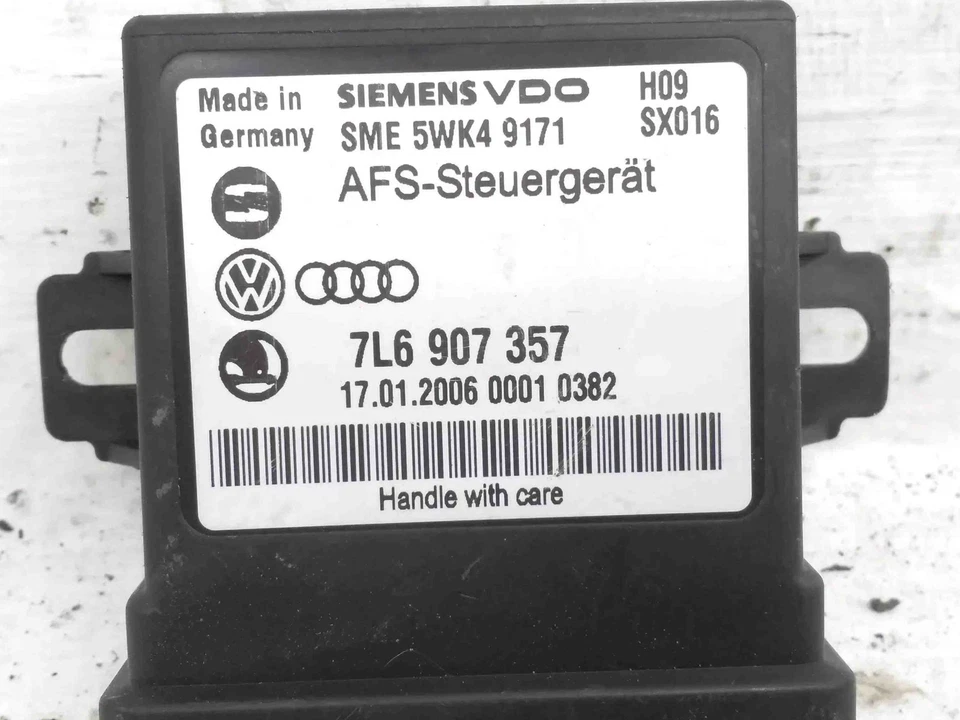 Made in
Germany
SIEMENS VDO
SME 5WK4 9171
H09
SX016
AFS-Steuergerät
7L6 907 357
17.01.2006 0001 0382
Handle with care